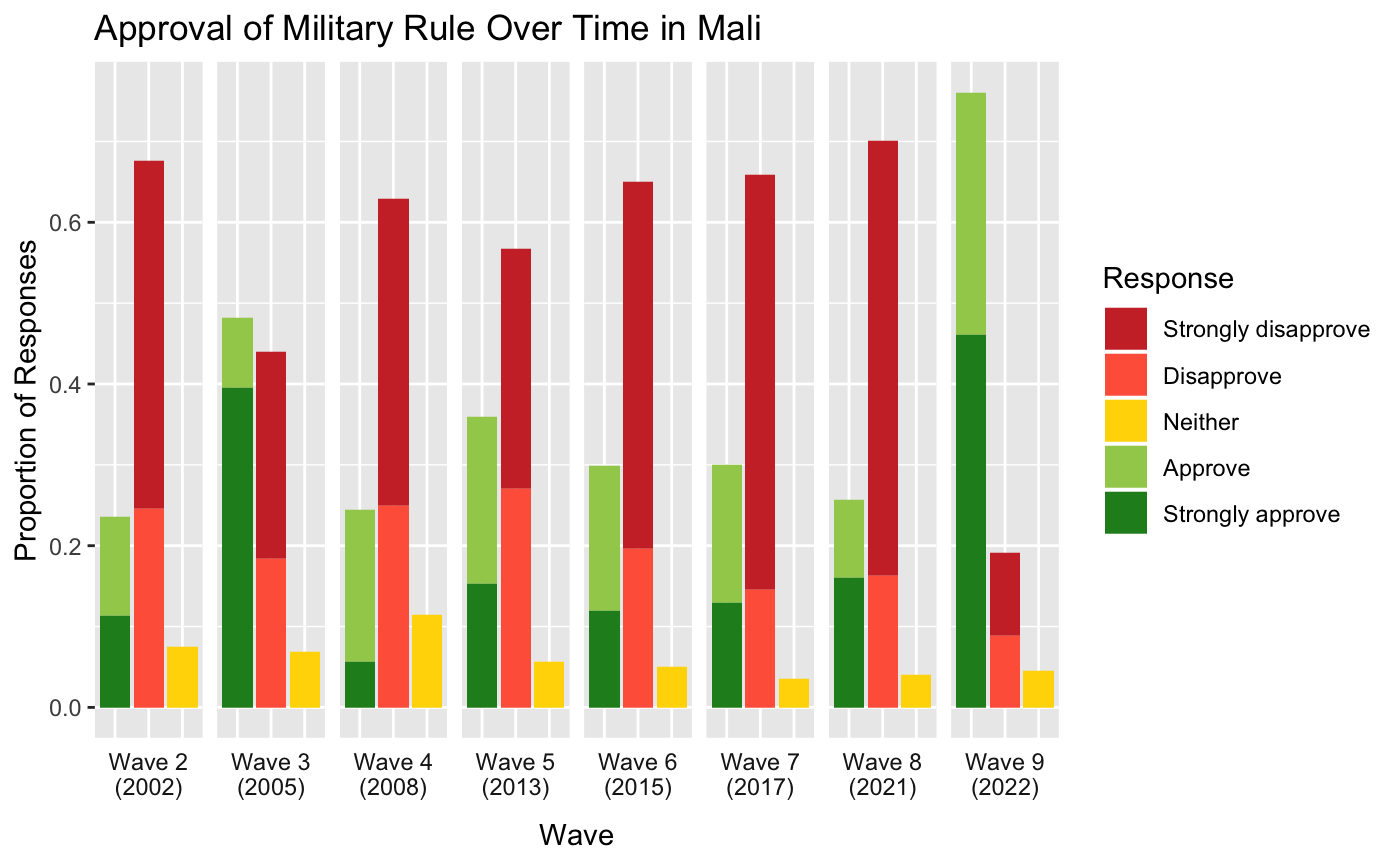 Approval of Military Rule Over Time in Mali
Proportion of Responses
0.6
0.4
0.2
0.0
Wave 2
(2002)
Wave 3
(2005)
Wave 4
(2008)
Wave 5
(2013)
Wave 6
(2015)
Wave 7
(2017)
Wave 8
(2021)
Wave 9
(2022)
Wave
Response
Strongly disapprove
Disapprove
Neither
Approve
Strongly approve